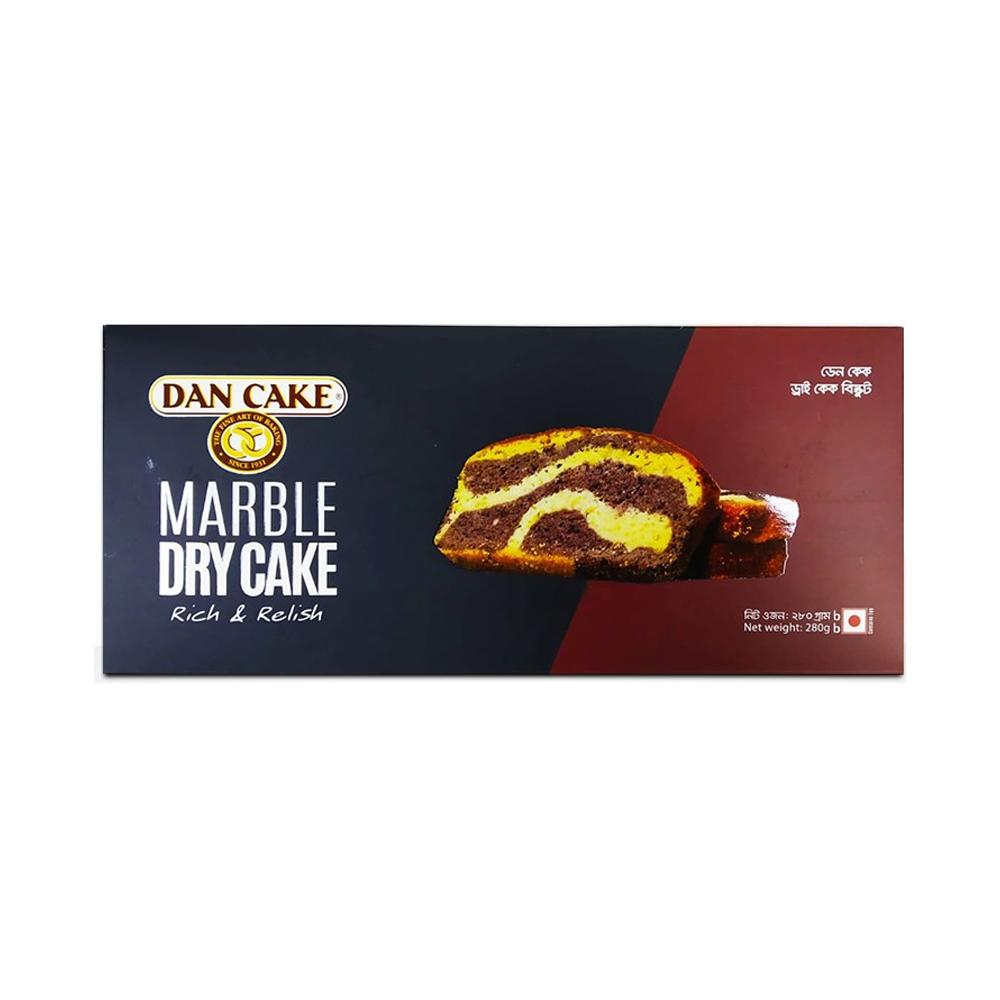 DAN CAKE®
THE FINE ART OF BAKING
SINCE 1931
MARBLE
DRY CAKE
Rich & Relish
ডেন কেক
ড্রাই কেক বিস্কুট
নিট ওজন: ২৮০ গ্রাম b
Net weight: 280g b